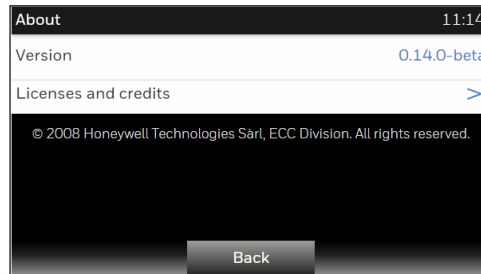 About 11:14
Version 0.14.0-beta
Licenses and credits >
© 2008 Honeywell Technologies Sàrl, ECC Division. All rights reserved.
Back